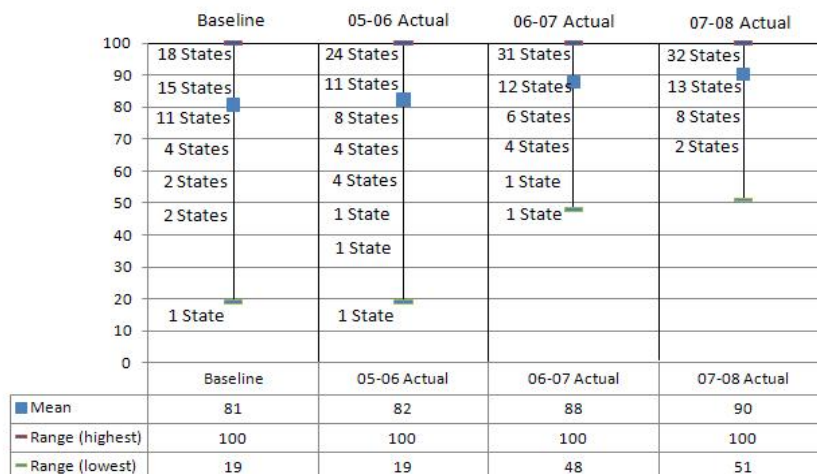 Baseline 05-06 Actual 06-07 Actual 07-08 Actual
100
18 States 24 States 31 States 32 States
90
15 States 11 States 12 States 13 States
80
11 States 8 States 6 States 8 States
70
4 States 4 States 4 States 2 States
60
2 States 4 States 1 State
50
2 States 1 State 1 State
40
1 State
30
20
1 State 1 State
10
0
Baseline 05-06 Actual 06-07 Actual 07-08 Actual
Mean 81 82 88 90
Range (highest) 100 100 100 100
Range (lowest) 19 19 48 51